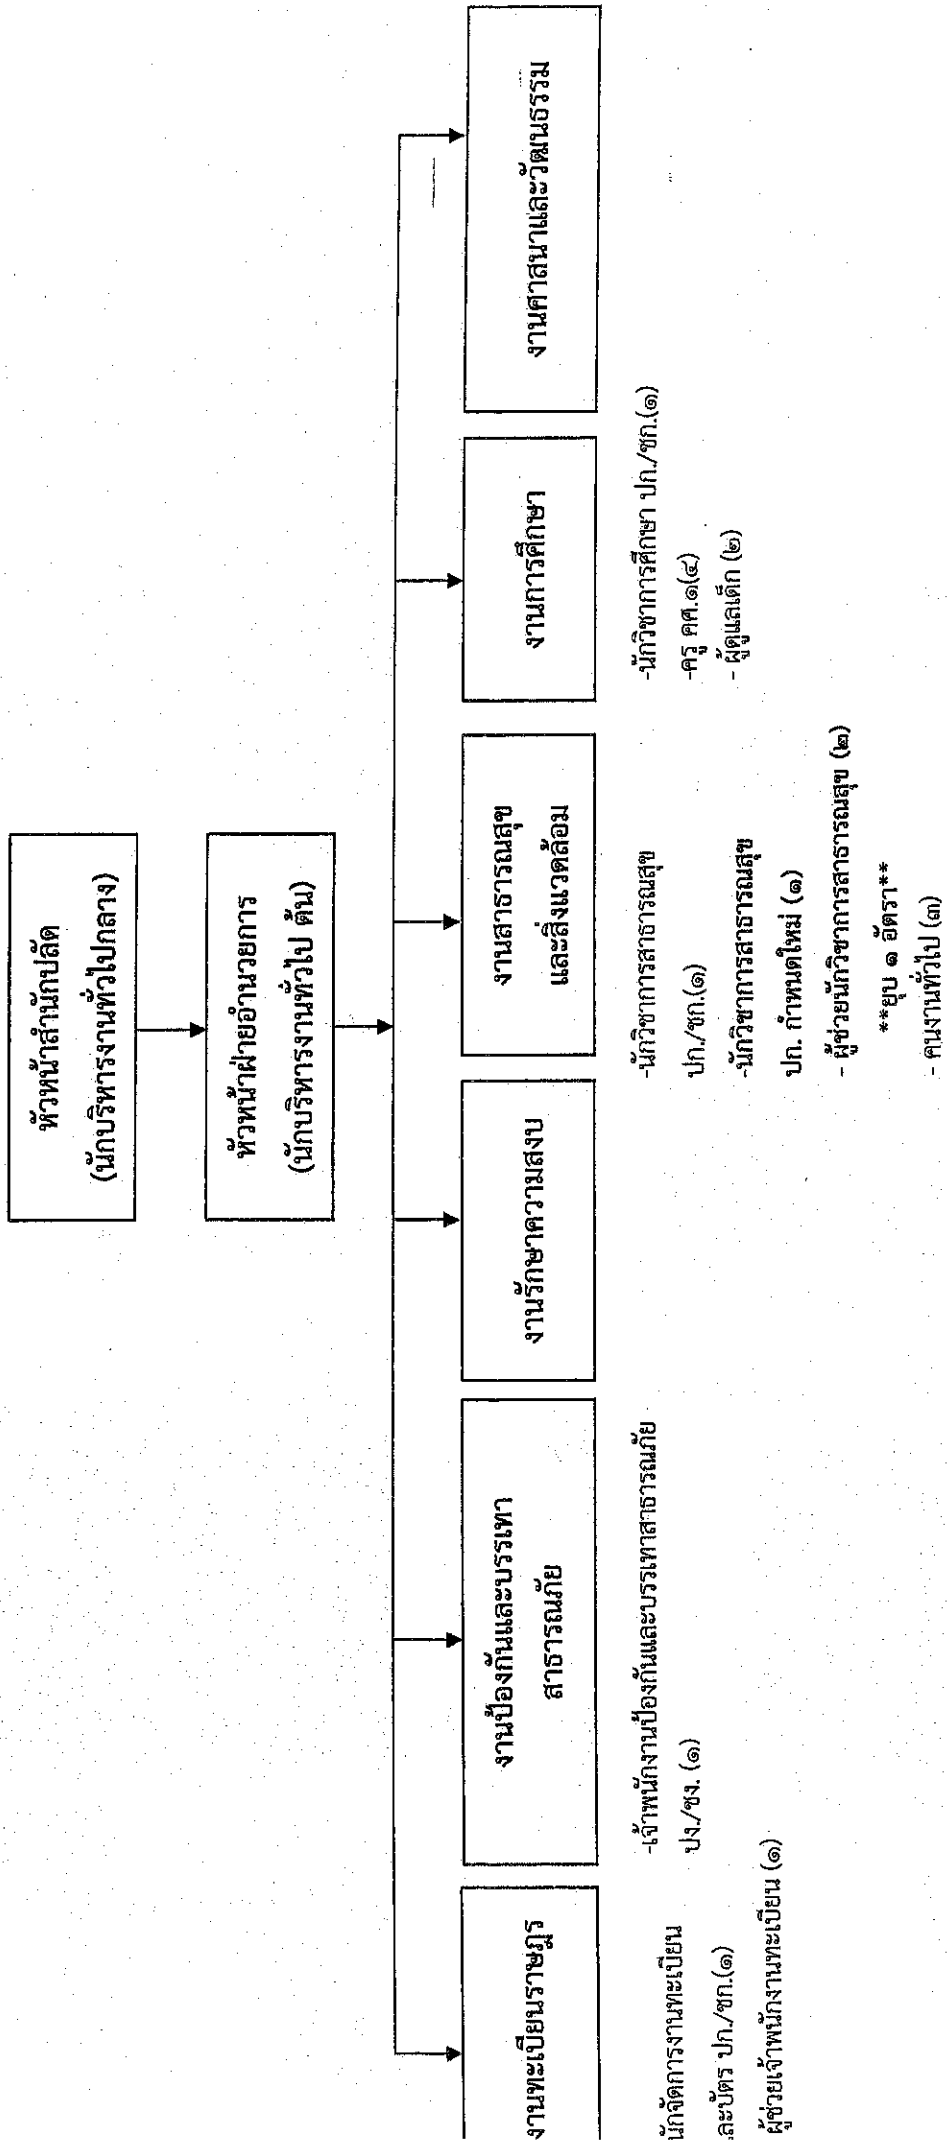 หัวหน้าสำนักปลัด
(นักบริหารงานทั่วไปกลาง)
หัวหน้าฝ่ายอำนวยการ
(นักบริหารงานทั่วไป ต้น)
งานทะเบียนราษฎร
นักจัดการงานทะเบียน
ละบัตร ปก./ชก.(๑)
ผู้ช่วยเจ้าพนักงานทะเบียน (๑)
งานป้องกันและบรรเทา
สาธารณภัย
-เจ้าพนักงานป้องกันและบรรเทาสาธารณภัย
ปง./ชง. (๑)
งานรักษาความสงบ
งานสาธารณสุข
และสิ่งแวดล้อม
-นักวิชาการสาธารณสุข
ปก./ชก.(๑)
-นักวิชาการสาธารณสุข
ปก. กำหนดใหม่ (๑)
- ผู้ช่วยนักวิชาการสาธารณสุข (๒)
**ยุบ ๑ อัตรา**
- คนงานทั่วไป (๓)
งานการศึกษา
-นักวิชาการศึกษา ปก./ชก.(๑)
-ครู คศ.๑(๔)
- ผู้ดูแลเด็ก (๒)
งานศาสนาและวัฒนธรรม